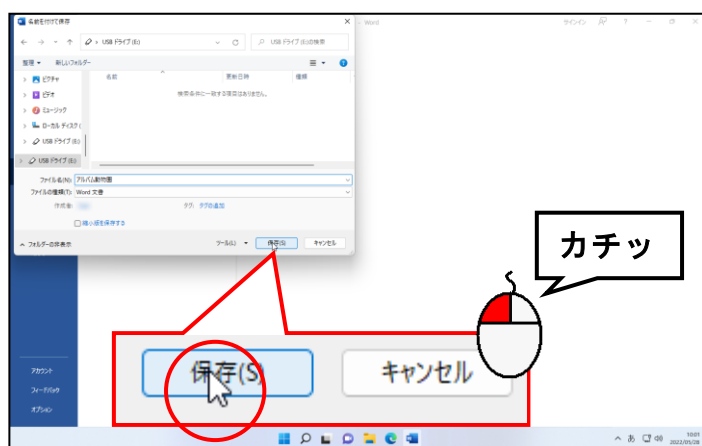 名前を付けて保存
- Word
サインイン
USB ドライブ (E:)
USB ドライブ (E:)の検索
整理
新しいフォルダー
名前
更新日時
種類
検索条件に一致する項目はありません。
ピクチャ
ビデオ
ミュージック
ローカル ディスク (
USB ドライブ (E:)
USB ドライブ (E:)
ファイル名(N):
アルバム動物園
ファイルの種類(T):
Word 文書
作成者:
タグ:
タグの追加
縮小版を保存する
フォルダーの非表示
ツール(L)
保存(S)
キャンセル
カチッ
保存(S)
キャンセル
アカウント
フィードバック
オプション
あ
10:01
2022/05/28